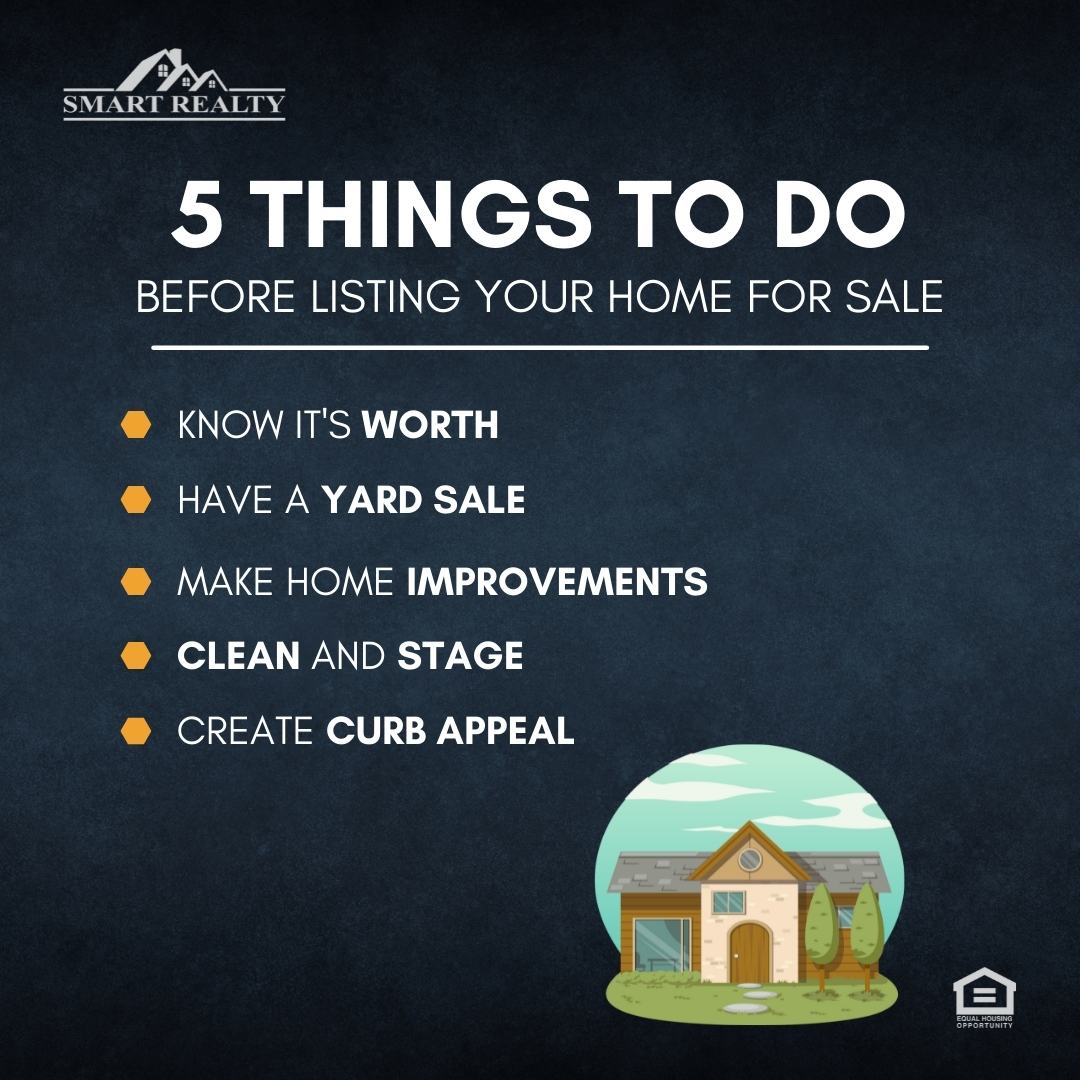 SMART REALTY
5 THINGS TO DO
BEFORE LISTING YOUR HOME FOR SALE
KNOW IT'S WORTH
HAVE A YARD SALE
MAKE HOME IMPROVEMENTS
CLEAN AND STAGE
CREATE CURB APPEAL
EQUAL HOUSING
OPPORTUNITY